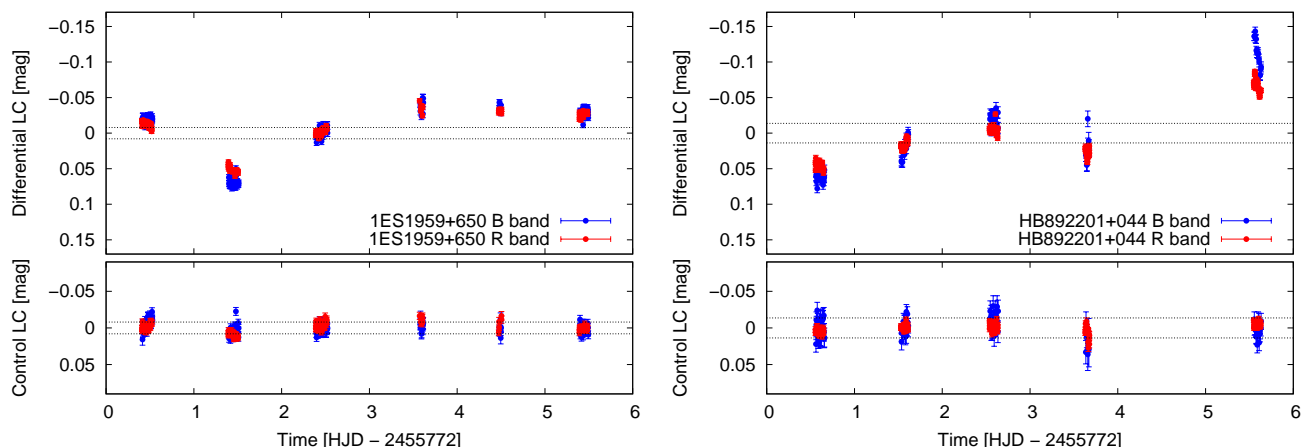 Differential LC [mag]
−0.15
−0.1
−0.05
0
0.05
0.1
0.15
1ES1959+650 B band
1ES1959+650 R band
Control LC [mag]
−0.05
0
0.05
0 1 2 3 4 5 6
Time [HJD − 2455772]
Differential LC [mag]
−0.15
−0.1
−0.05
0
0.05
0.1
0.15
HB892201+044 B band
HB892201+044 R band
Control LC [mag]
−0.05
0
0.05
0 1 2 3 4 5 6
Time [HJD − 2455772]